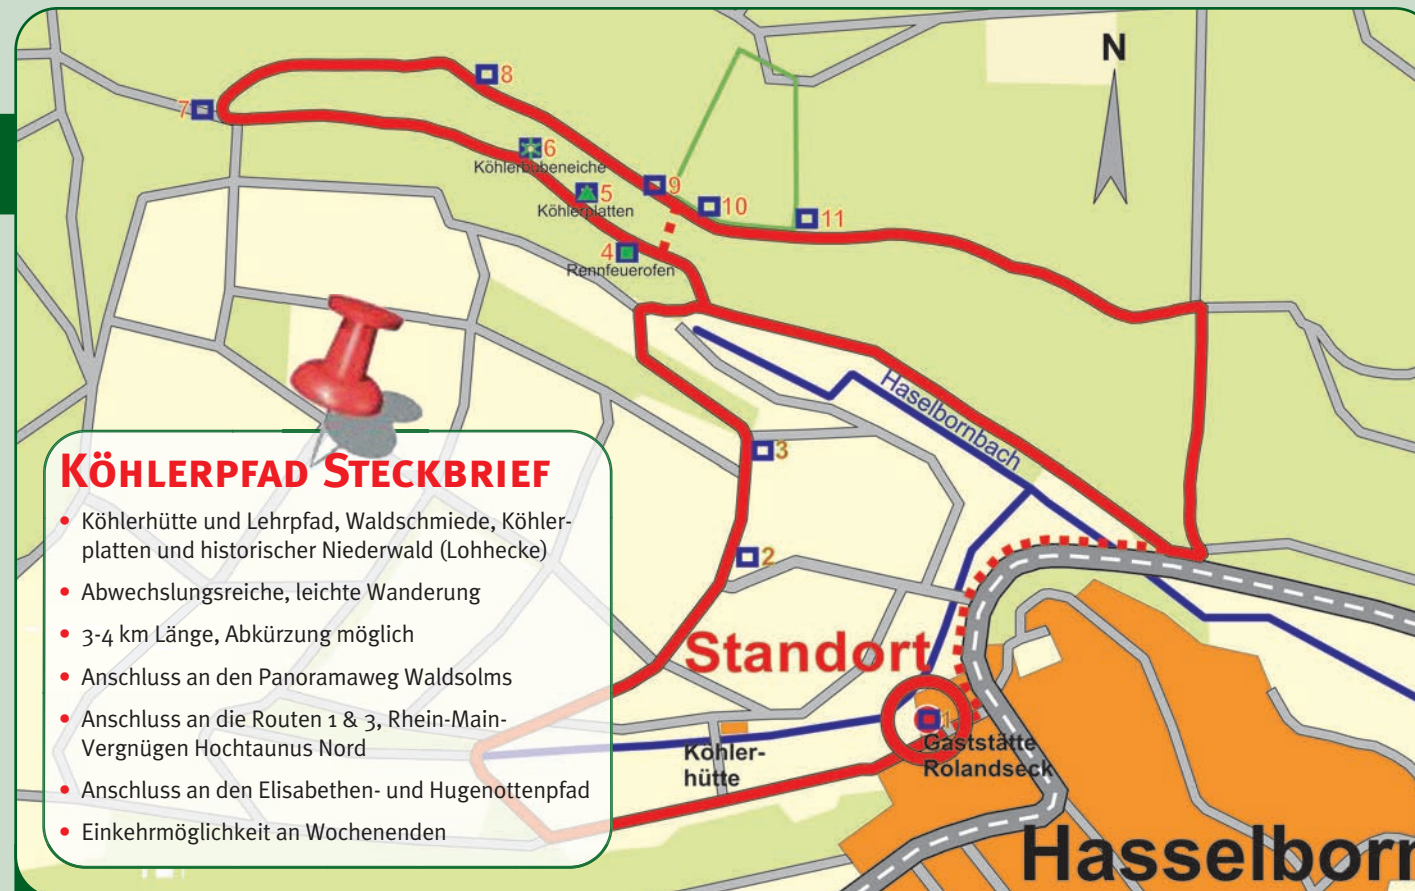 N
8
7
6
Köhlerbubeneiche
5
Köhlerplatten
9
10
11
4
Rennfeuerofen
Haselbornbach
3
2
Standort
1
Gaststätte
Rolandseck
Köhler-
hütte
Hasselborn
KÖHLERPFAD STECKBRIEF
• Köhlerhütte und Lehrpfad, Waldschmiede, Köhler-
platten und historischer Niederwald (Lohhecke)
• Abwechslungsreiche, leichte Wanderung
• 3-4 km Länge, Abkürzung möglich
• Anschluss an den Panoramaweg Waldsolms
• Anschluss an die Routen 1 & 3, Rhein-Main-
Vergnügen Hochtaunus Nord
• Anschluss an den Elisabethen- und Hugenottenpfad
• Einkehrmöglichkeit an Wochenenden